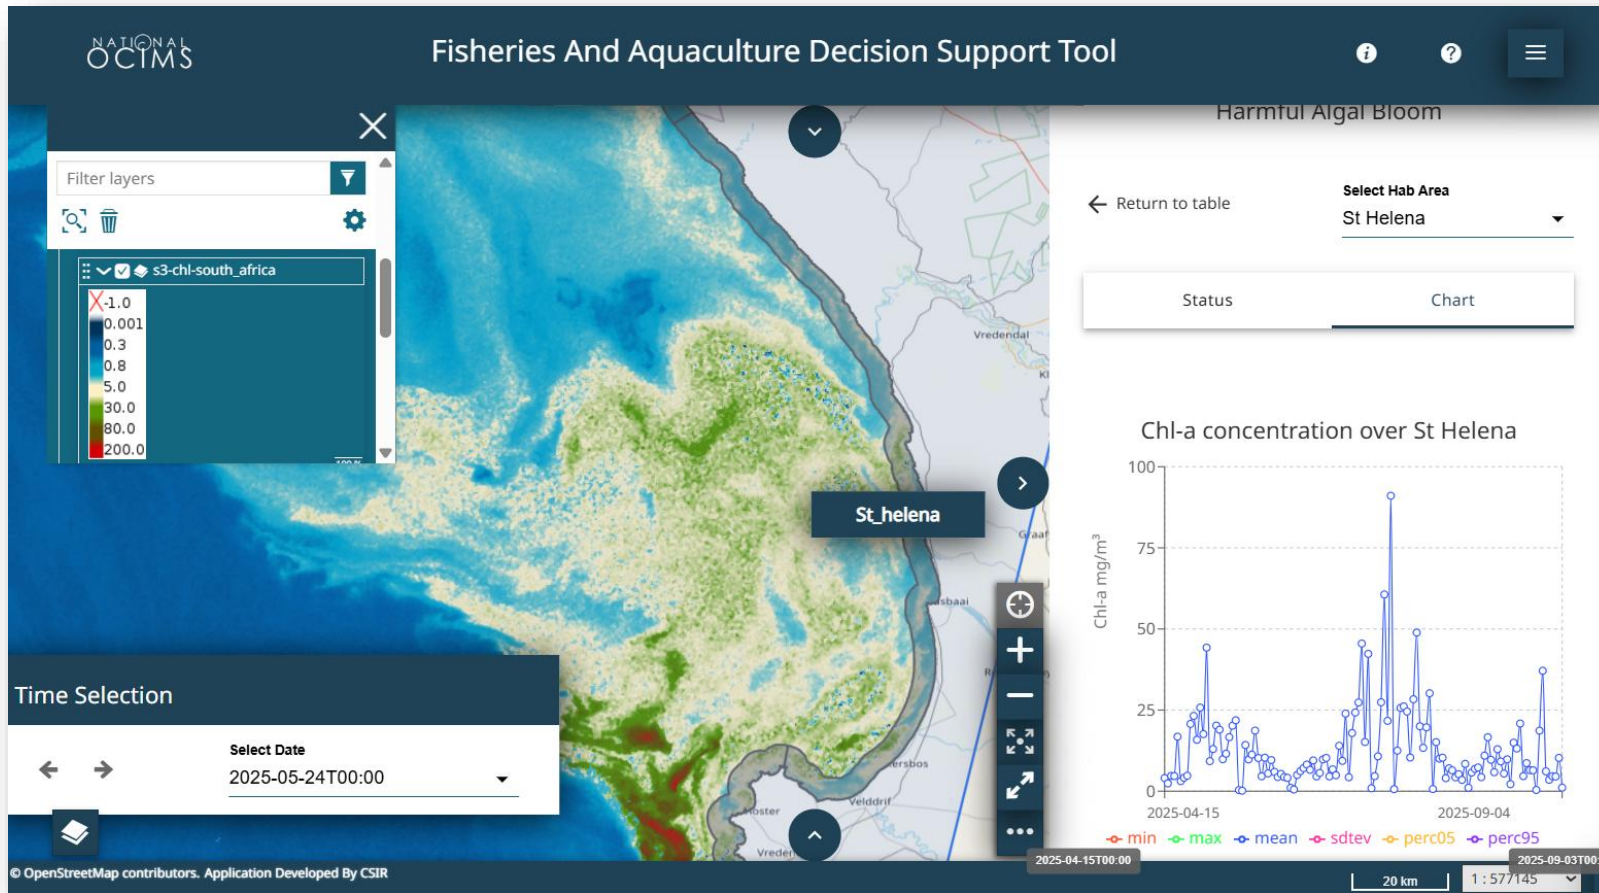 NATIONAL
OCIMS
Fisheries And Aquaculture Decision Support Tool
Filter layers
s3-chl-south_africa
-1.0
0.001
0.3
0.8
5.0
30.0
80.0
200.0
100 %
Vredendal
St_helena
Velddrif
Time Selection
Select Date
2025-05-24T00:00
Harmful Algal Bloom
Return to table
Select Hab Area
St Helena
Status
Chart
Chl-a concentration over St Helena
Chl-a mg/m³
100
75
50
25
0
2025-04-15
2025-09-04
min
max
mean
sdtev
perc05
perc95
2025-04-15T00:00
2025-09-03T00:
© OpenStreetMap contributors. Application Developed By CSIR
20 km
1 : 577145